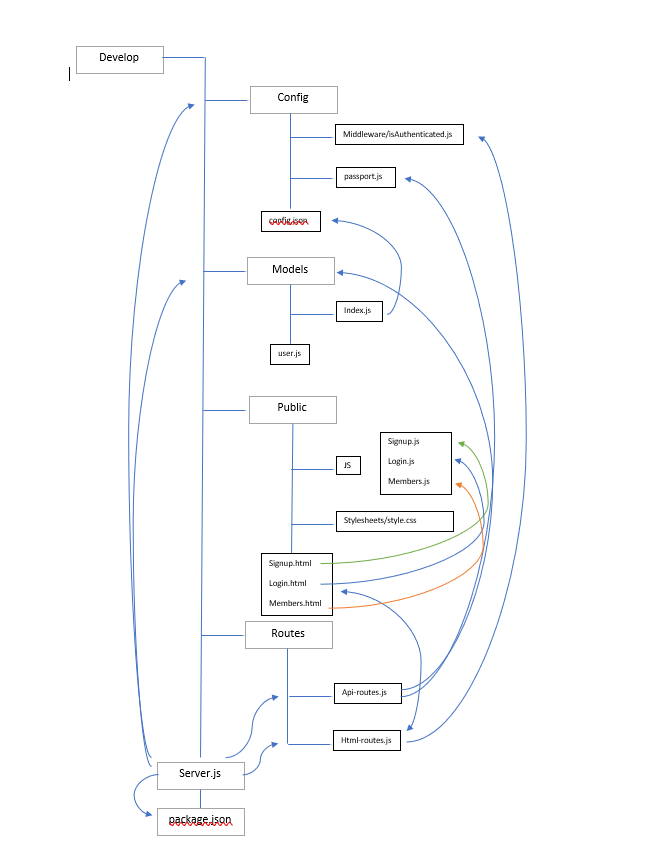 Develop
Config
Middleware/isAuthenticated.js
passport.js
config.json
Models
Index.js
user.js
Public
Signup.js
Login.js
Members.js
JS
Stylesheets/style.css
Signup.html
Login.html
Members.html
Routes
Api-routes.js
Html-routes.js
Server.js
package.json